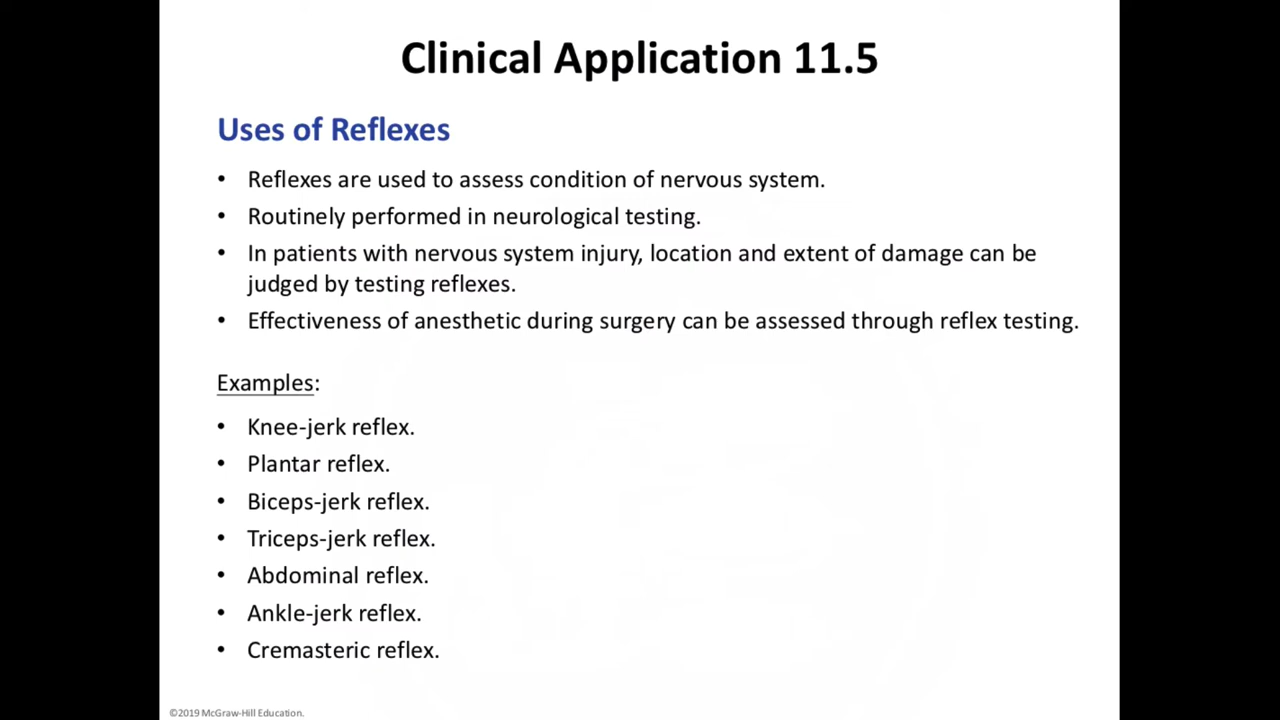 Clinical Application 11.5
Uses of Reflexes
• Reflexes are used to assess condition of nervous system.
• Routinely performed in neurological testing.
• In patients with nervous system injury, location and extent of damage can be
judged by testing reflexes.
• Effectiveness of anesthetic during surgery can be assessed through reflex testing.
Examples:
• Knee-jerk reflex.
• Plantar reflex.
• Biceps-jerk reflex.
• Triceps-jerk reflex.
• Abdominal reflex.
• Ankle-jerk reflex.
• Cremasteric reflex.
©2019 McGraw-Hill Education.